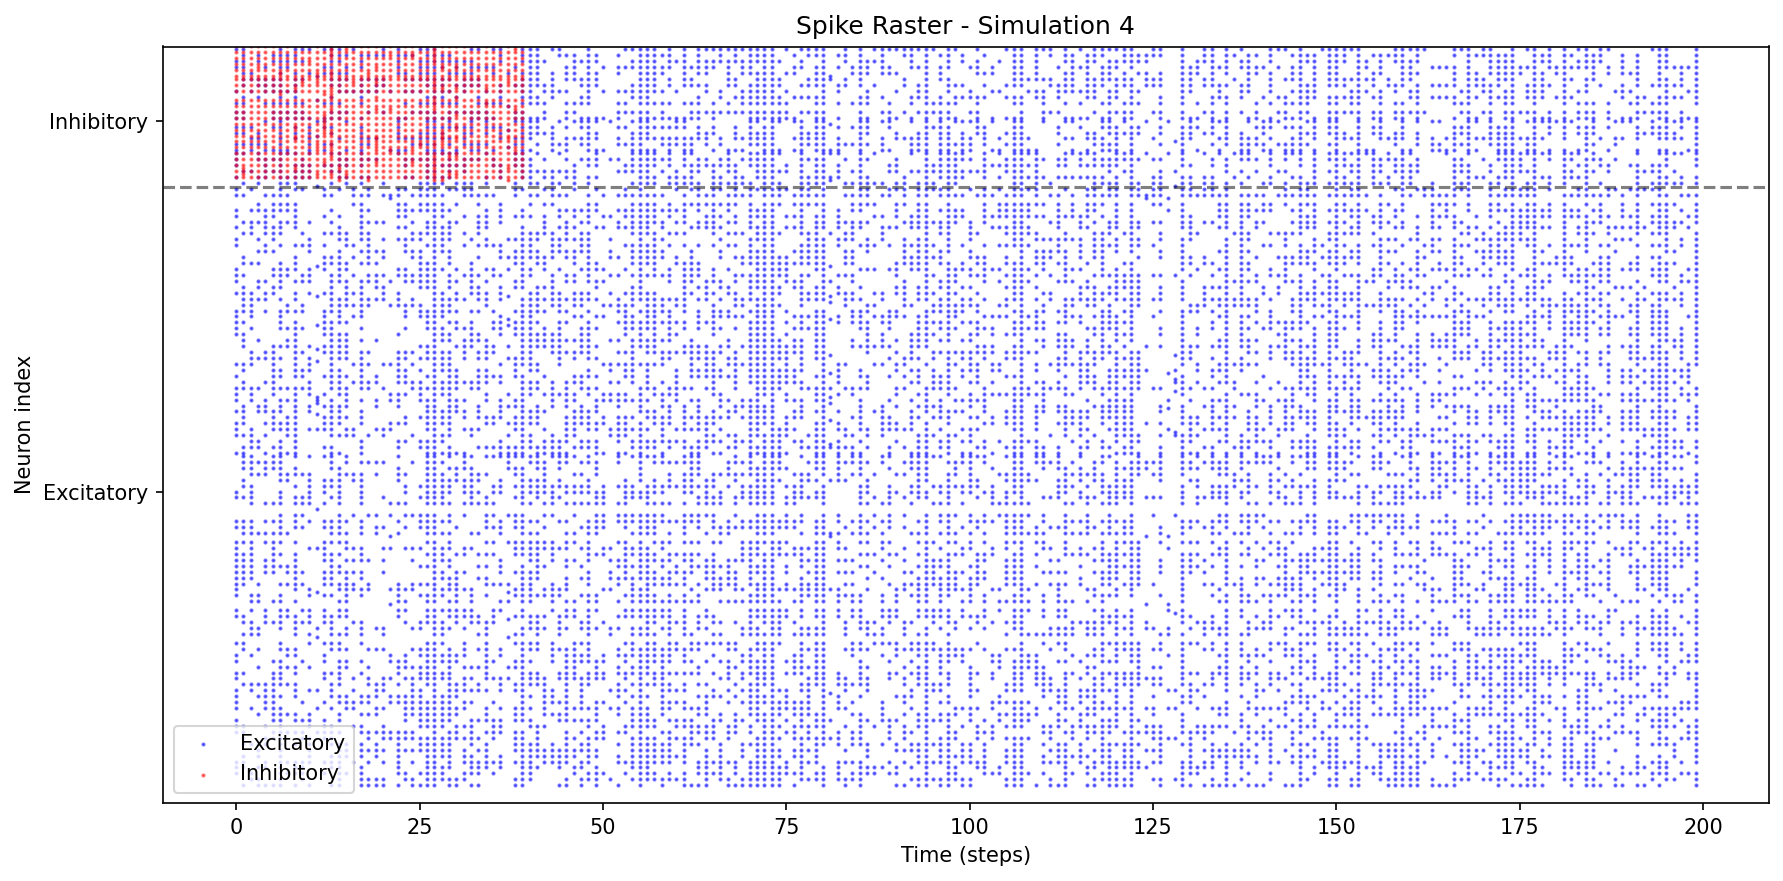 Spike Raster - Simulation 4
Inhibitory
Excitatory
Neuron index
Excitatory
Inhibitory
0 25 50 75 100 125 150 175 200
Time (steps)